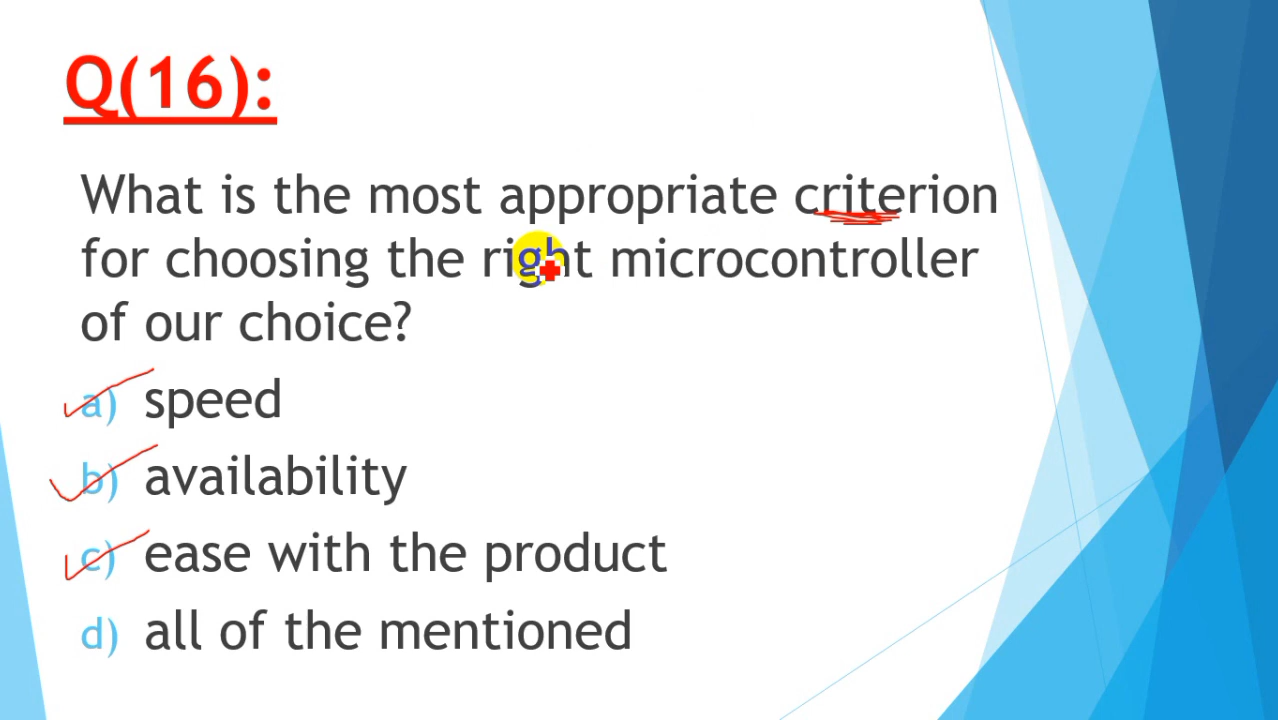 Q(16):
What is the most appropriate criterion
for choosing the right microcontroller
of our choice?
a) speed
b) availability
c) ease with the product
d) all of the mentioned